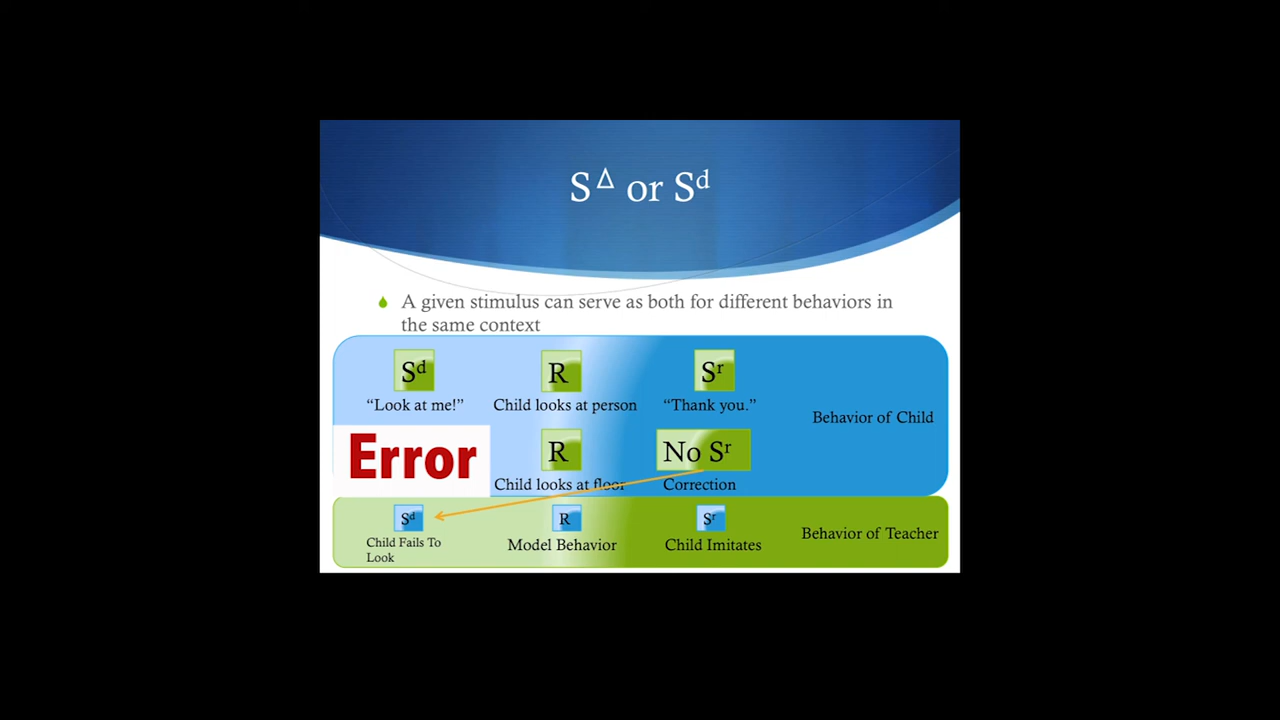 S^Δ or S^d
A given stimulus can serve as both for different behaviors in
the same context
S^d R S^r
“Look at me!” Child looks at person “Thank you.”
Behavior of Child
Error R No S^r
Child looks at floor Correction
S^d R S^r
Behavior of Teacher
Child Fails To
Look
Model Behavior Child Imitates